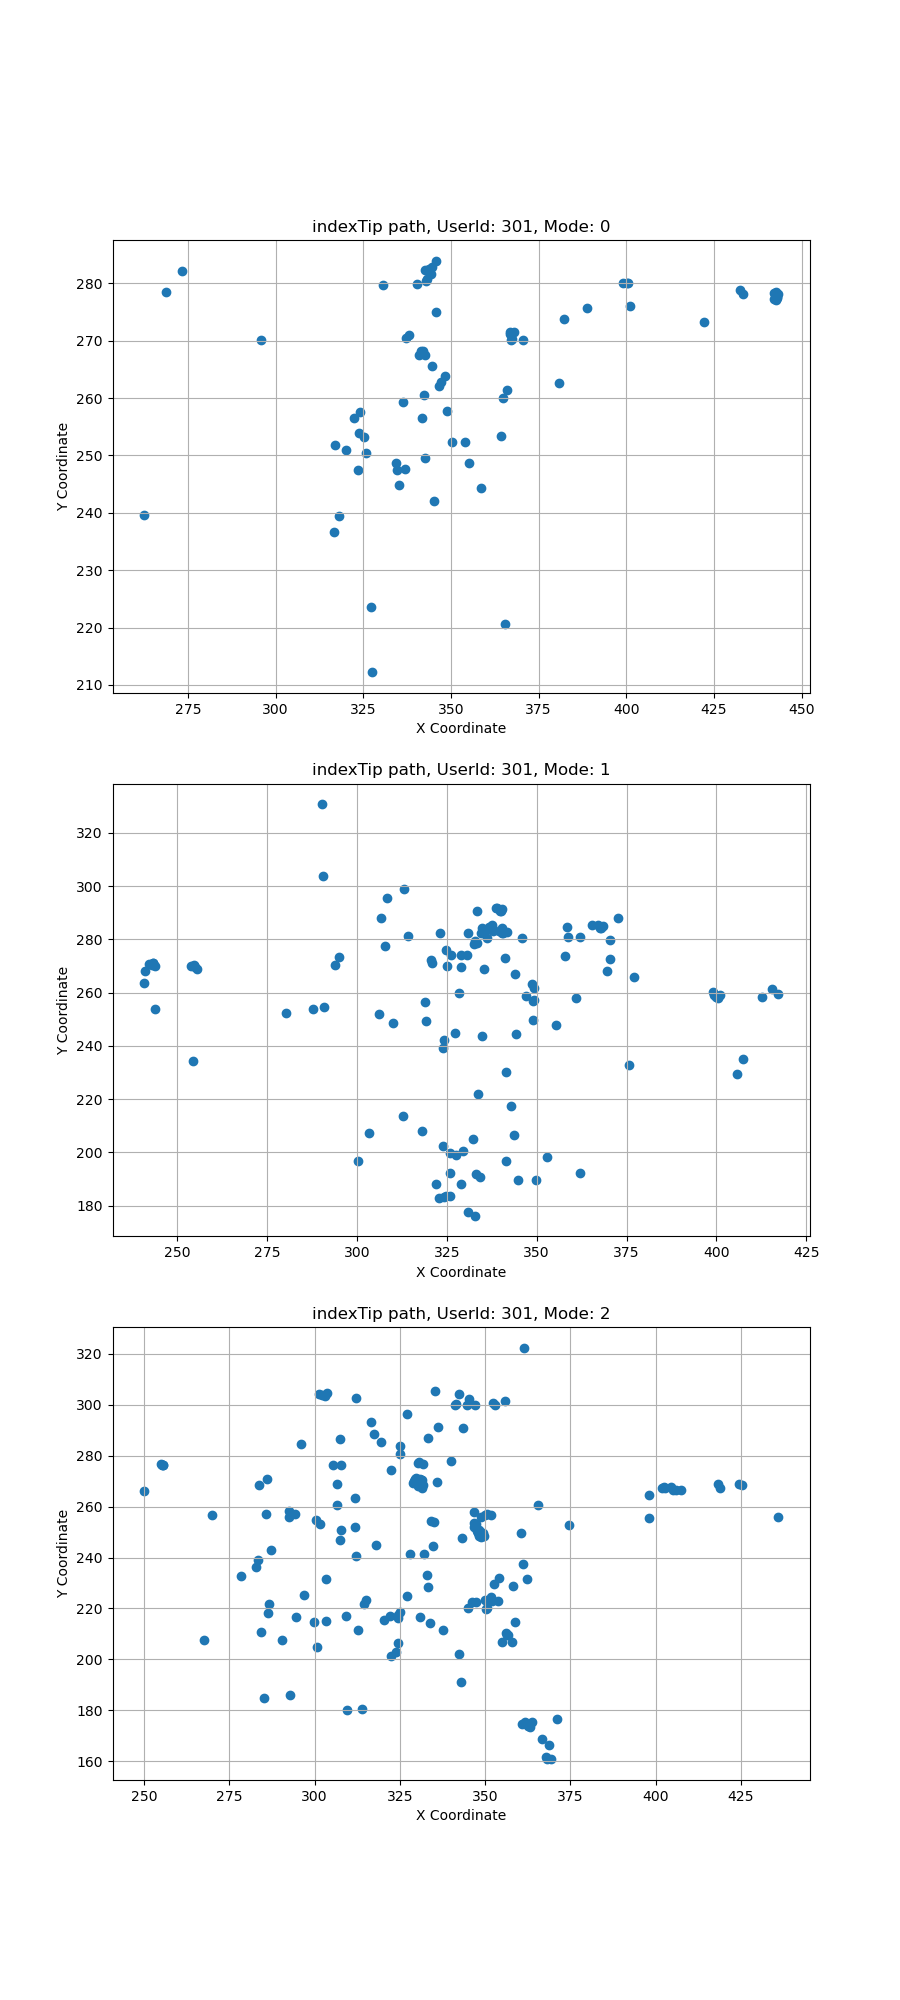 indexTip path, UserId: 301, Mode: 0
280
270
260
250
240
230
220
210
Y Coordinate
275 300 325 350 375 400 425 450
X Coordinate
indexTip path, UserId: 301, Mode: 1
320
300
280
260
240
220
200
180
Y Coordinate
250 275 300 325 350 375 400 425
X Coordinate
indexTip path, UserId: 301, Mode: 2
320
300
280
260
240
220
200
180
160
Y Coordinate
250 275 300 325 350 375 400 425
X Coordinate